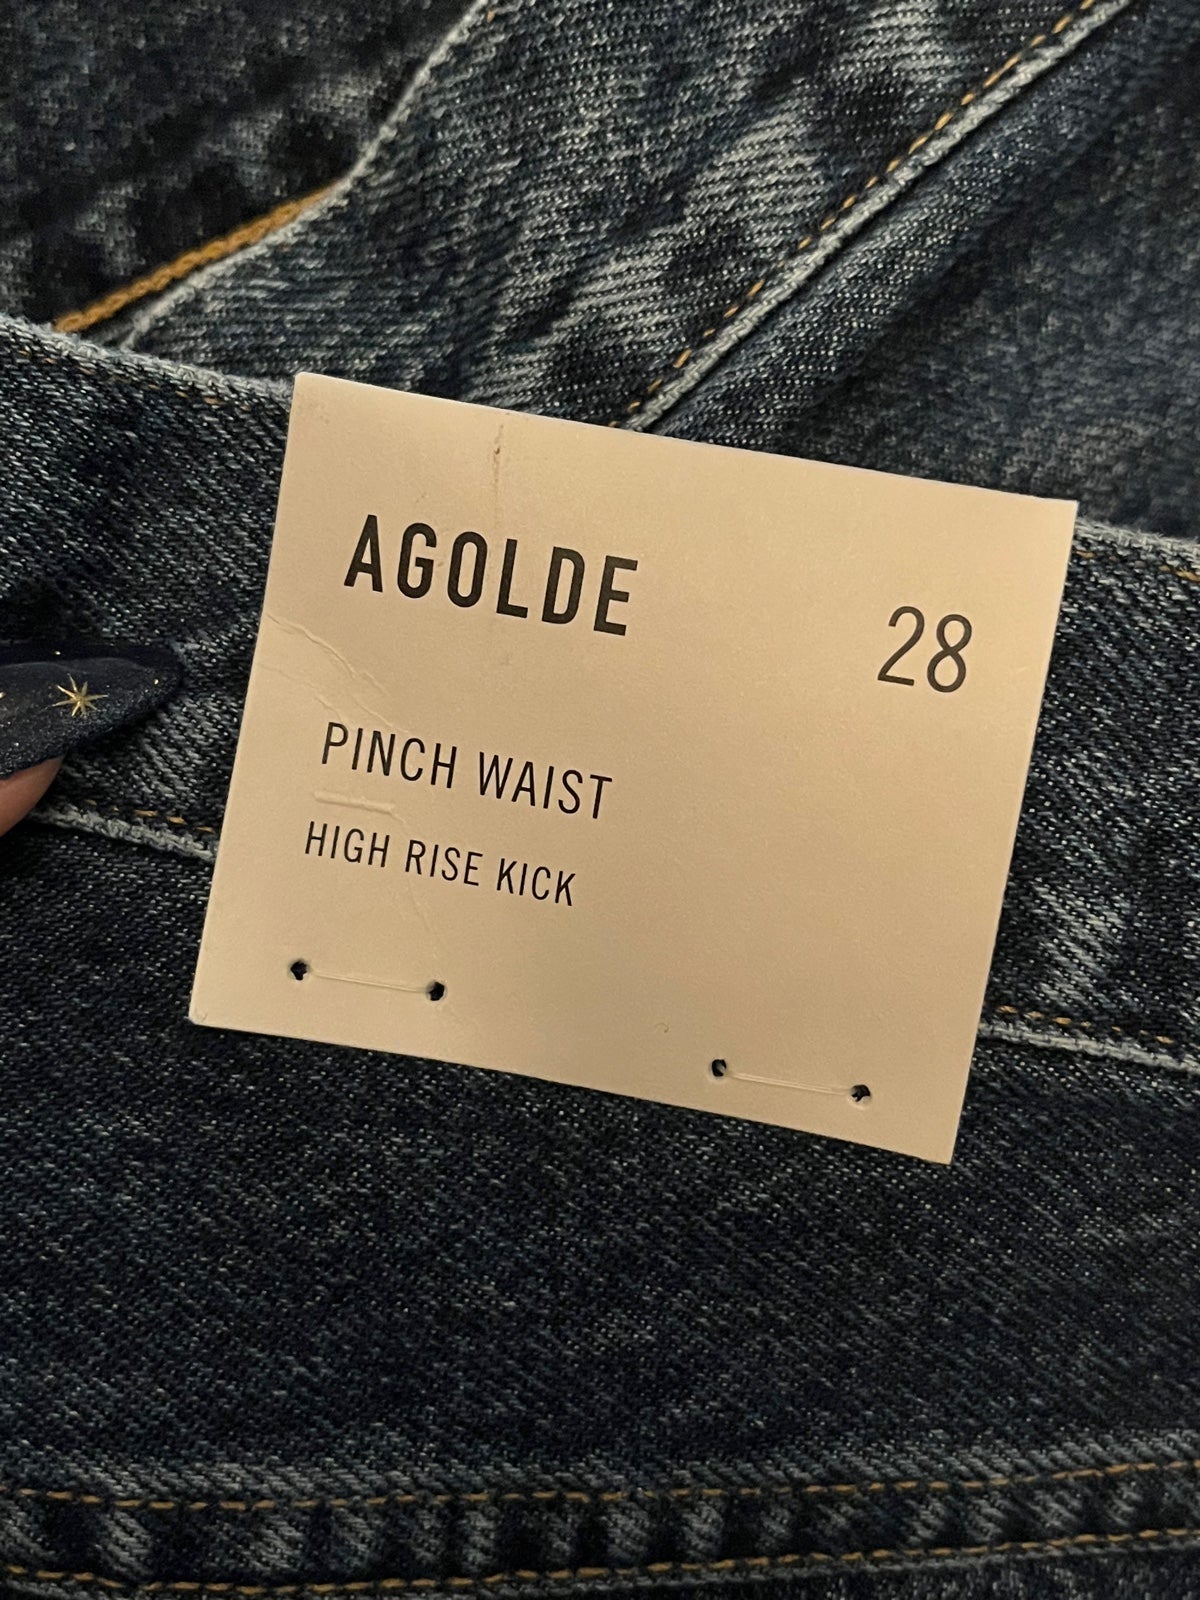 AGOLDE
28
PINCH WAIST
HIGH RISE KICK